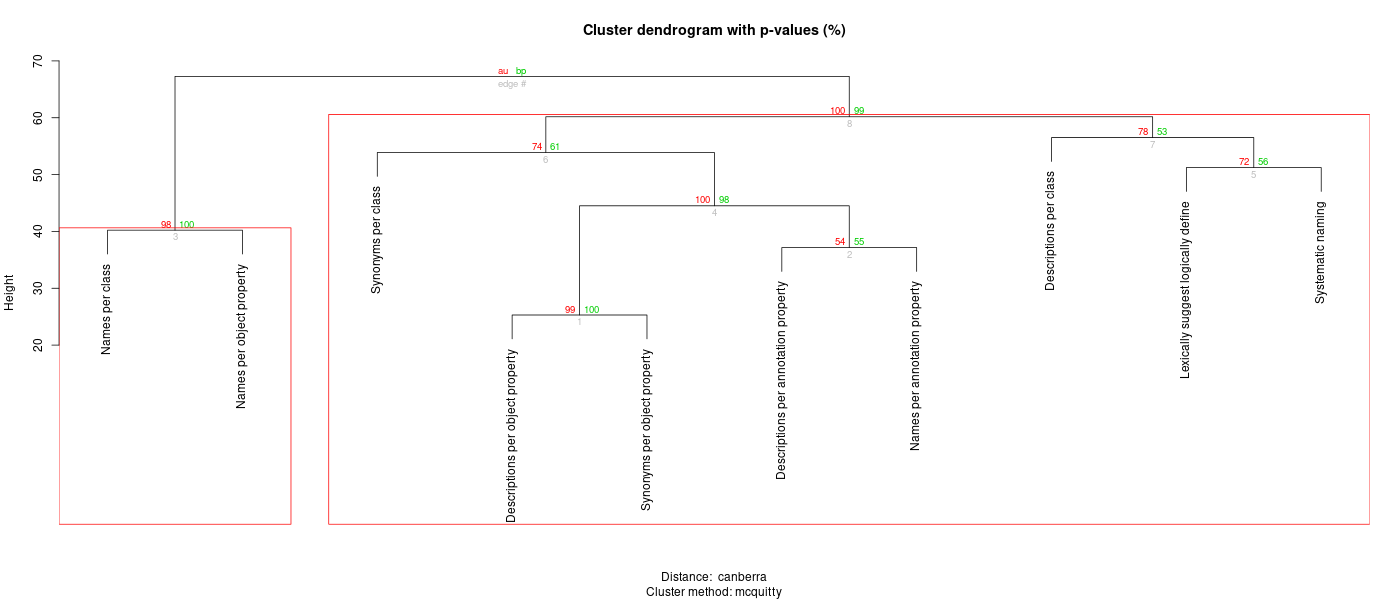 Cluster dendrogram with p-values (%)
70
60
50
40
30
20
Height
au bp
edge #
100 99
8
78 53
7
74 61
6
72 56
5
100 98
4
98 100
3
54 55
2
99 100
1
Names per class
Names per object property
Synonyms per class
Descriptions per object property
Synonyms per object property
Descriptions per annotation property
Names per annotation property
Descriptions per class
Lexically suggest logically define
Systematic naming
Distance: canberra
Cluster method: mcquitty